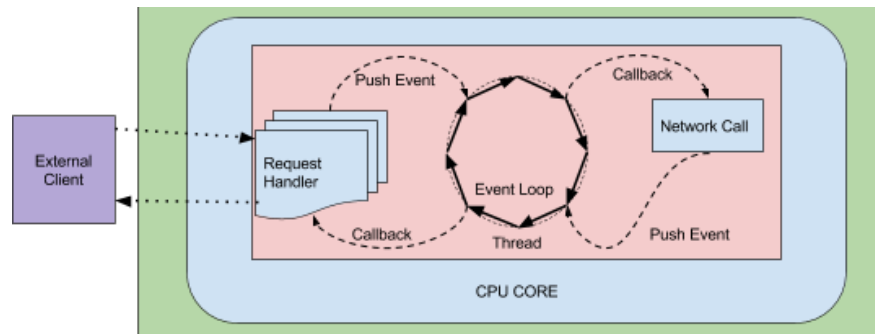 Push Event
Callback
External
Client
Request
Handler
Network Call
Event Loop
Callback
Thread
Push Event
CPU CORE